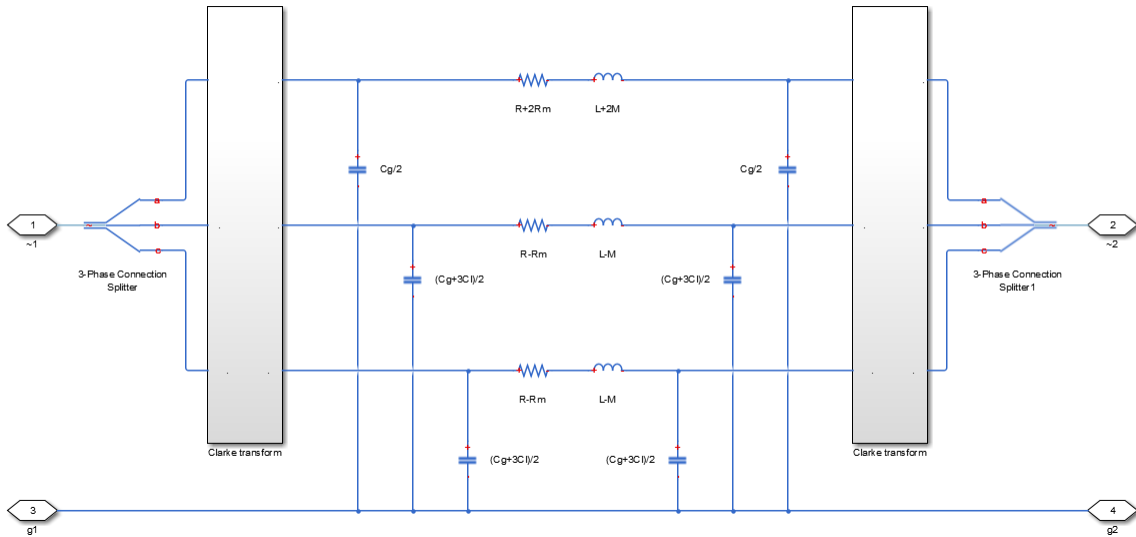 R+2Rm
L+2M
Cg/2
Cg/2
a
a
1
b
b
2
~
~
~1
R-Rm
L-M
~2
c
c
3-Phase Connection
Splitter
(Cg+3Cl)/2
(Cg+3Cl)/2
3-Phase Connection
Splitter1
R-Rm
L-M
Clarke transform
(Cg+3Cl)/2
(Cg+3Cl)/2
Clarke transform
3
4
g1
g2